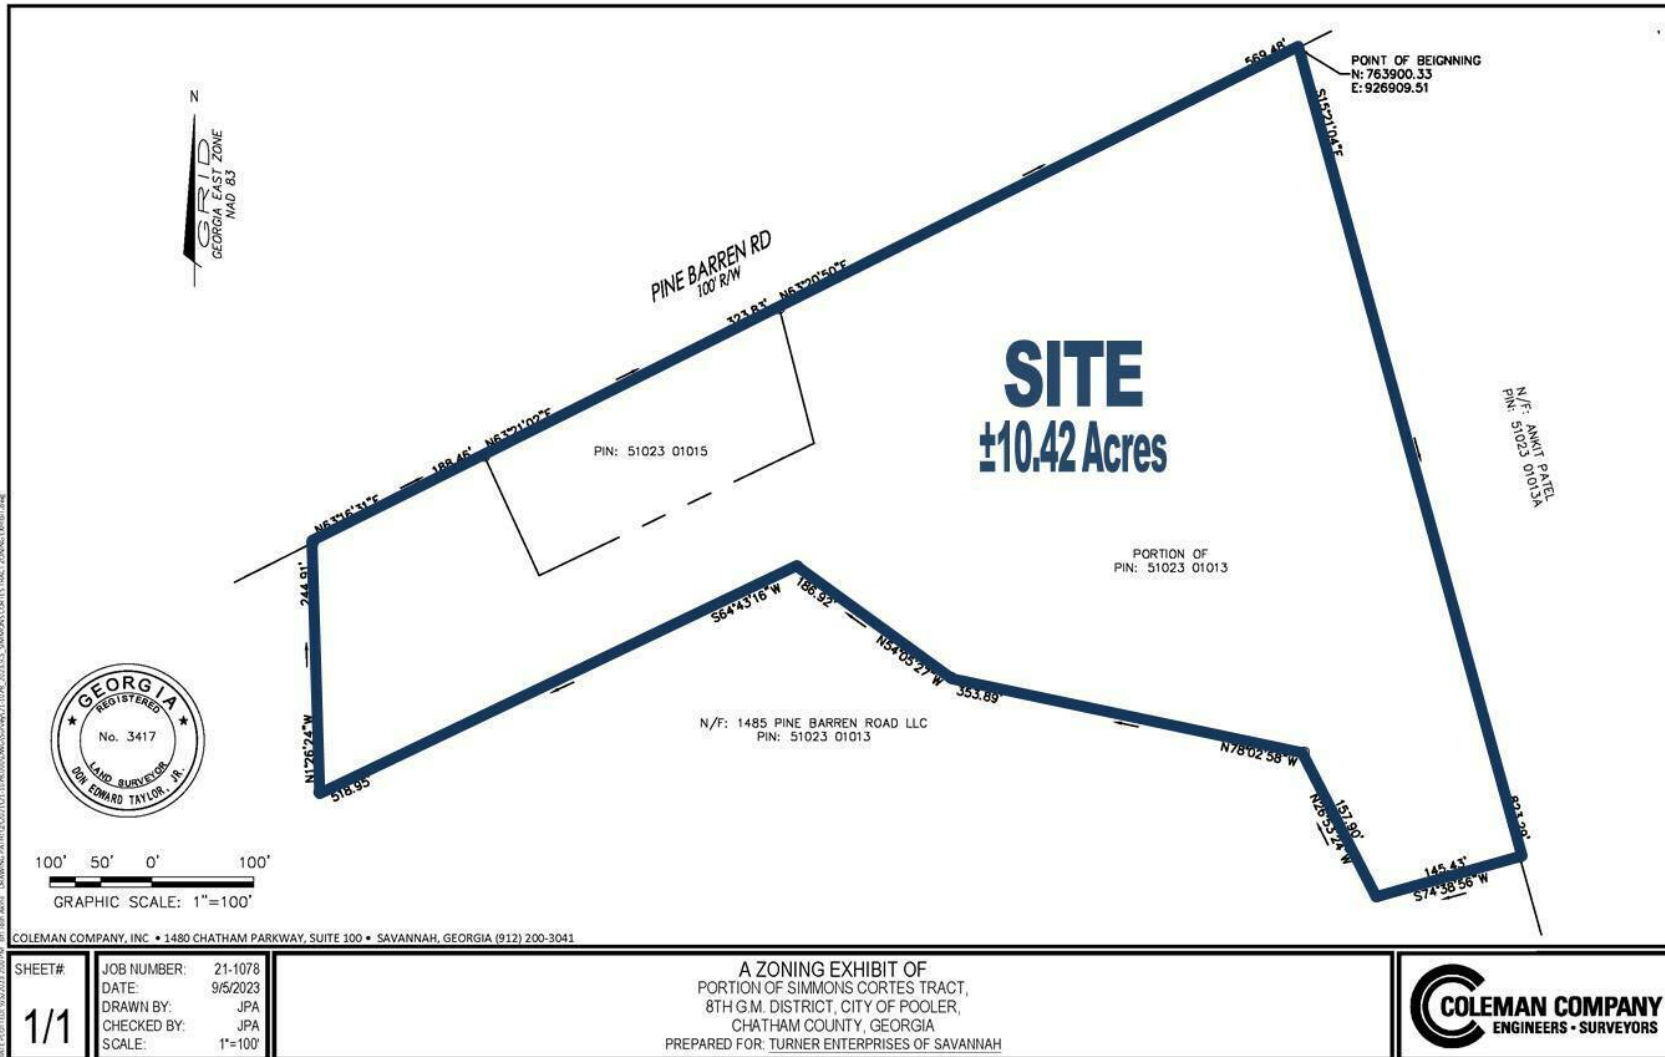 POINT OF BEIGNNING
N: 763900.33
E: 926909.51
569.48'
S15°21'04"E
N
GRID
GEORGIA EAST ZONE
NAD 83
PINE BARREN RD
100' R/W
323.83'
N63°20'50"E
SITE
±10.42 Acres
N/F: ANKIT PATEL
PIN: 51023 01013A
188.46'
N63°21'02"E
PIN: 51023 01015
N63°16'31"E
244.91'
PORTION OF
PIN: 51023 01013
S64°43'16"W
186.92'
N54°05'27"W
353.89'
N/F: 1485 PINE BARREN ROAD LLC
PIN: 51023 01013
N78°02'58"W
N1°26'24"W
518.95'
157.90'
N26°53'24"W
823.29'
145.43'
S74°38'56"W
GEORGIA
REGISTERED
No. 3417
LAND SURVEYOR
DON EDWARD TAYLOR, JR.
100' 50' 0' 100'
GRAPHIC SCALE: 1"=100'
COLEMAN COMPANY, INC • 1480 CHATHAM PARKWAY, SUITE 100 • SAVANNAH, GEORGIA (912) 200-3041
SHEET#:
1/1
JOB NUMBER: 21-1078
DATE: 9/5/2023
DRAWN BY: JPA
CHECKED BY: JPA
SCALE: 1"=100'
A ZONING EXHIBIT OF
PORTION OF SIMMONS CORTES TRACT,
8TH G.M. DISTRICT, CITY OF POOLER,
CHATHAM COUNTY, GEORGIA
PREPARED FOR: TURNER ENTERPRISES OF SAVANNAH
COLEMAN COMPANY
ENGINEERS • SURVEYORS